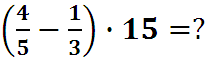 (4/5 − 1/3) · 15 =?